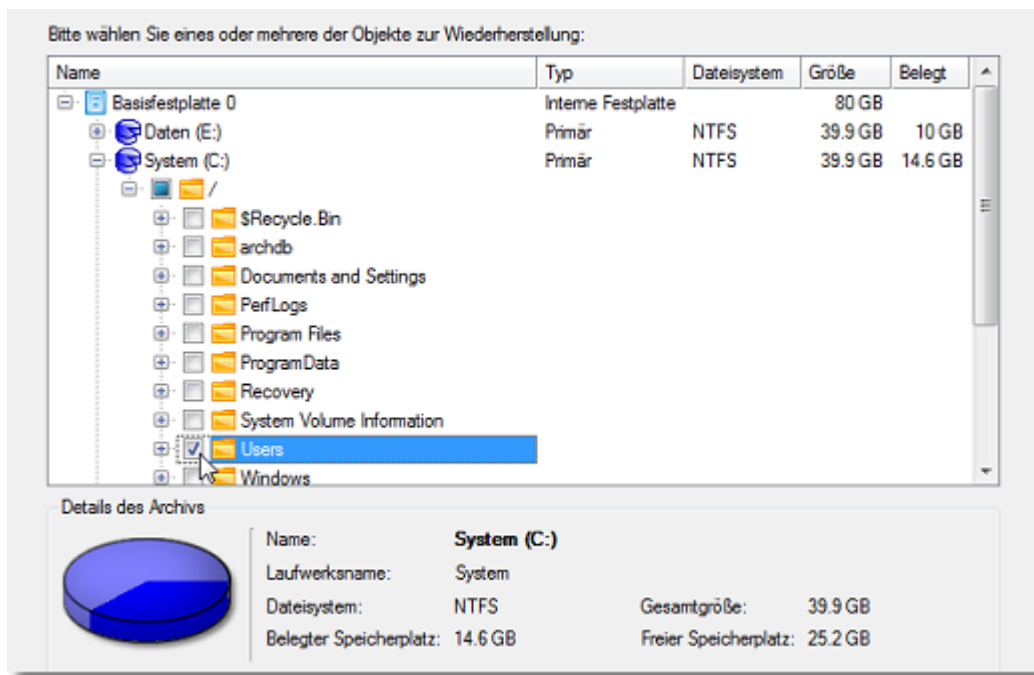 Bitte wählen Sie eines oder mehrere der Objekte zur Wiederherstellung:
Name Typ Dateisystem Größe Belegt
Basisfestplatte 0 Interne Festplatte 80 GB
Daten (E:) Primär NTFS 39.9 GB 10 GB
System (C:) Primär NTFS 39.9 GB 14.6 GB
/
$Recycle.Bin
archdb
Documents and Settings
PerfLogs
Program Files
ProgramData
Recovery
System Volume Information
Users
Windows
Details des Archivs
Name: System (C:)
Laufwerksname: System
Dateisystem: NTFS Gesamtgröße: 39.9 GB
Belegter Speicherplatz: 14.6 GB Freier Speicherplatz: 25.2 GB